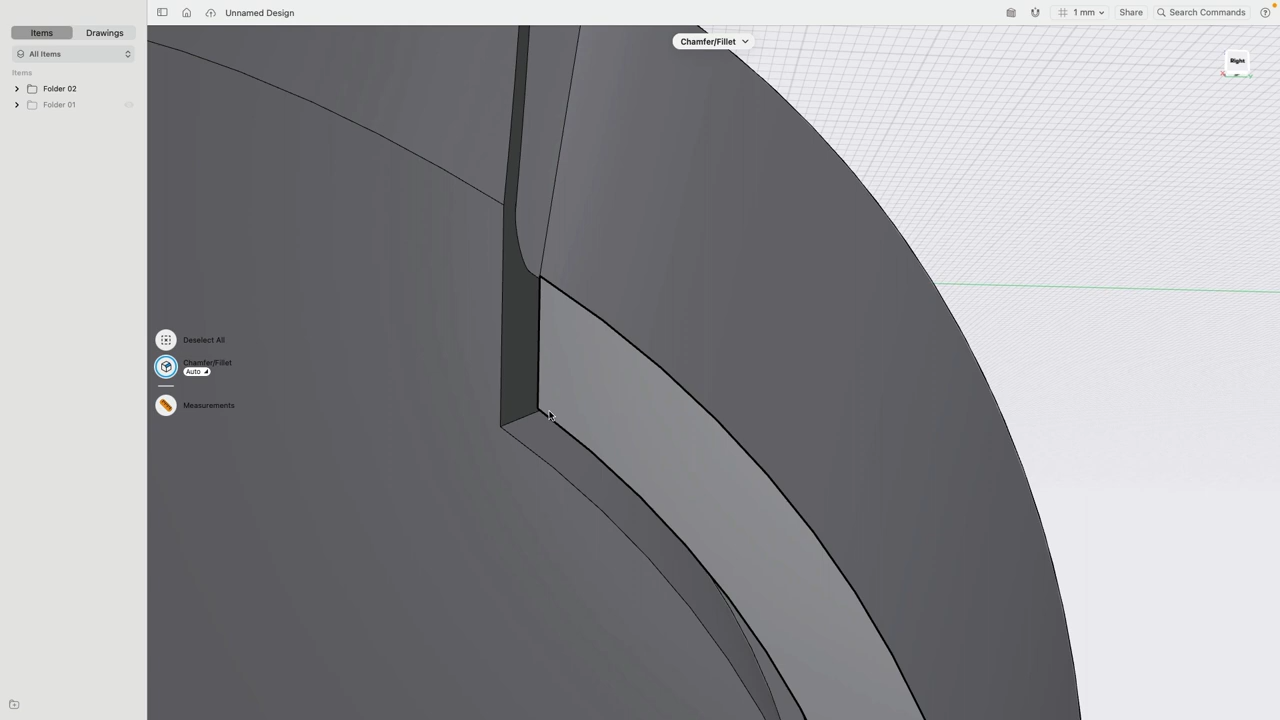 Unnamed Design
1 mm
Share
Search Commands
Items
Drawings
All Items
Items
Folder 02
Folder 01
Chamfer/Fillet
Right
Deselect All
Chamfer/Fillet
Auto
Measurements